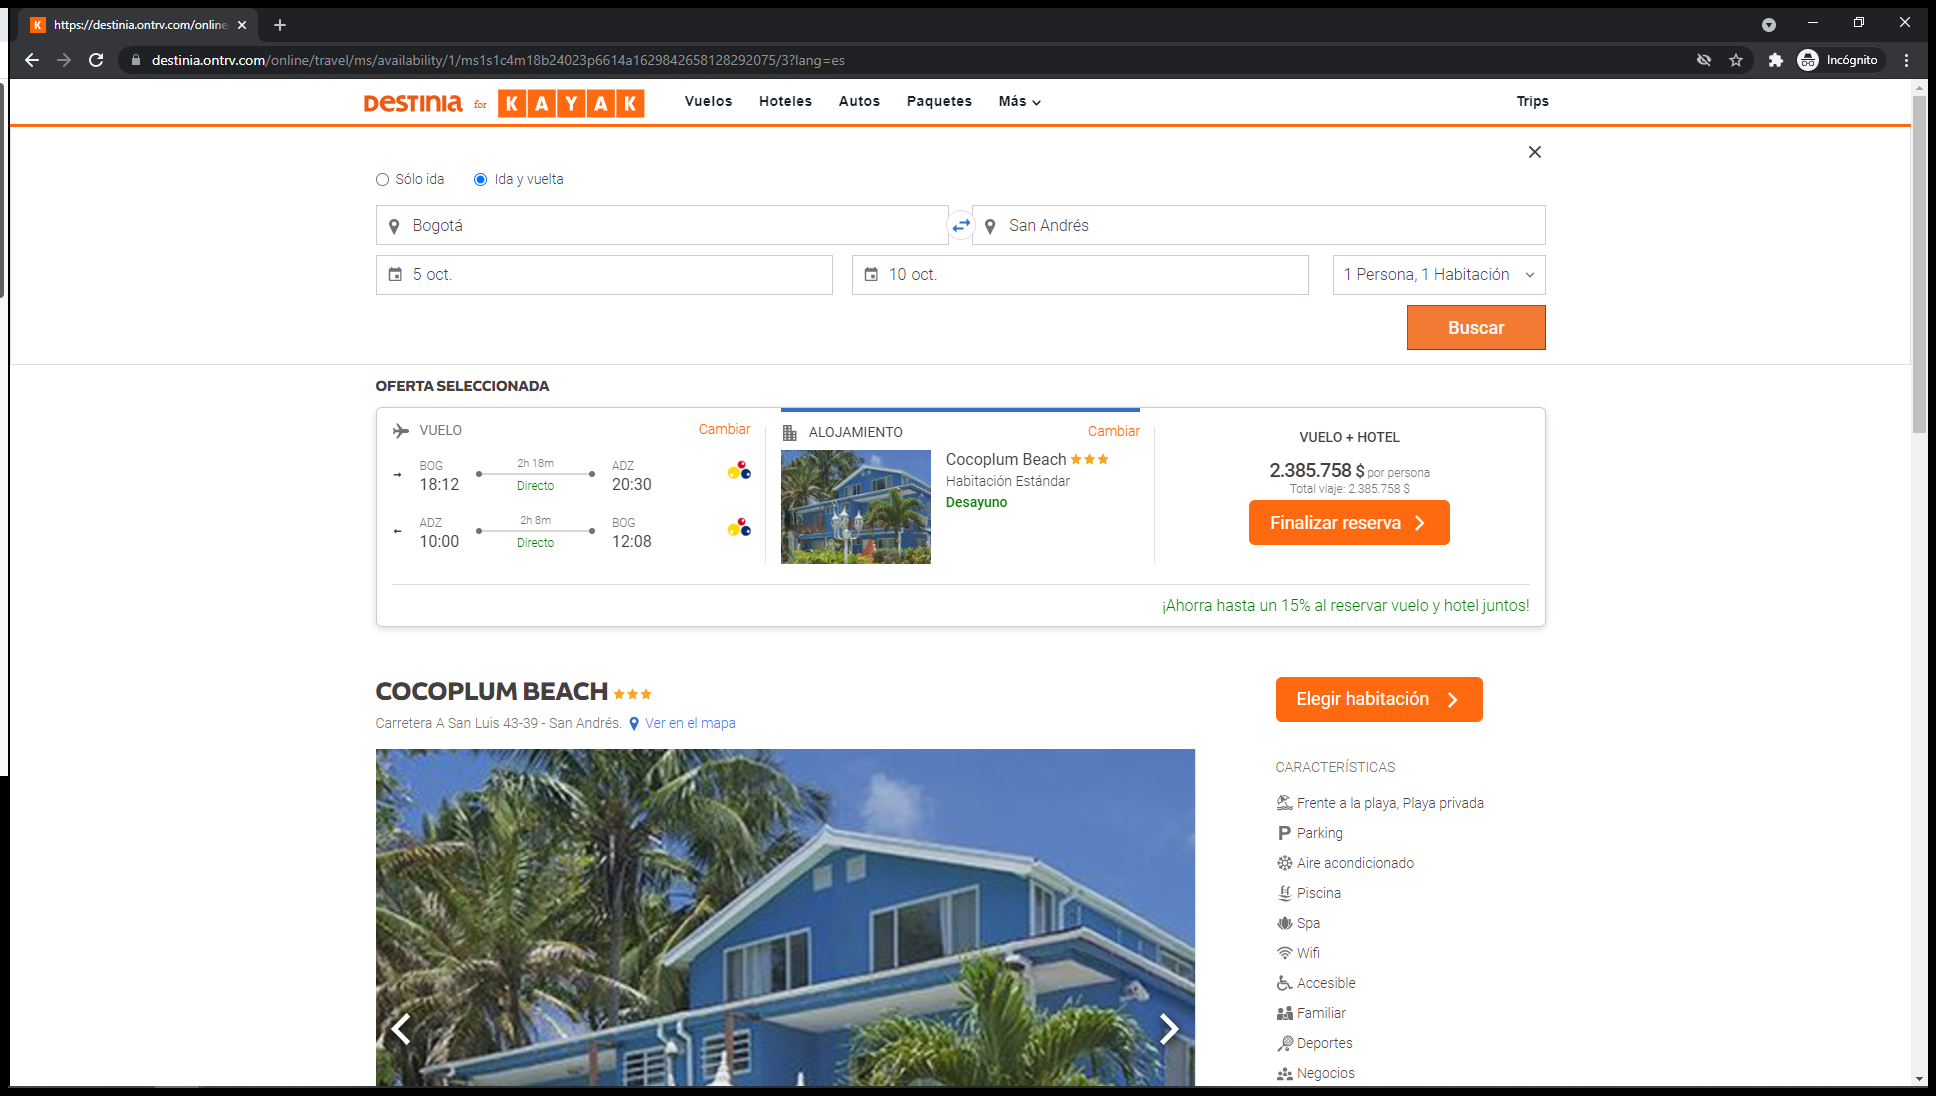 https://destinia.ontrv.com/online
destinia.ontrv.com/online/travel/ms/availability/1/ms1s1c4m18b24023p6614a1629842658128292075/3?lang=es
Incógnito
DESTINIA for KAYAK
Vuelos
Hoteles
Autos
Paquetes
Más
Trips
Sólo ida
Ida y vuelta
Bogotá
San Andrés
5 oct.
10 oct.
1 Persona, 1 Habitación
Buscar
OFERTA SELECCIONADA
VUELO
Cambiar
BOG
18:12
2h 18m
Directo
ADZ
20:30
ADZ
10:00
2h 8m
Directo
BOG
12:08
ALOJAMIENTO
Cambiar
Cocoplum Beach
Habitación Estándar
Desayuno
VUELO + HOTEL
2.385.758 $ por persona
Total viaje: 2.385.758 $
Finalizar reserva
¡Ahorra hasta un 15% al reservar vuelo y hotel juntos!
COCOPLUM BEACH
Carretera A San Luis 43-39 - San Andrés.
Ver en el mapa
Elegir habitación
CARACTERÍSTICAS
Frente a la playa, Playa privada
Parking
Aire acondicionado
Piscina
Spa
Wifi
Accesible
Familiar
Deportes
Negocios